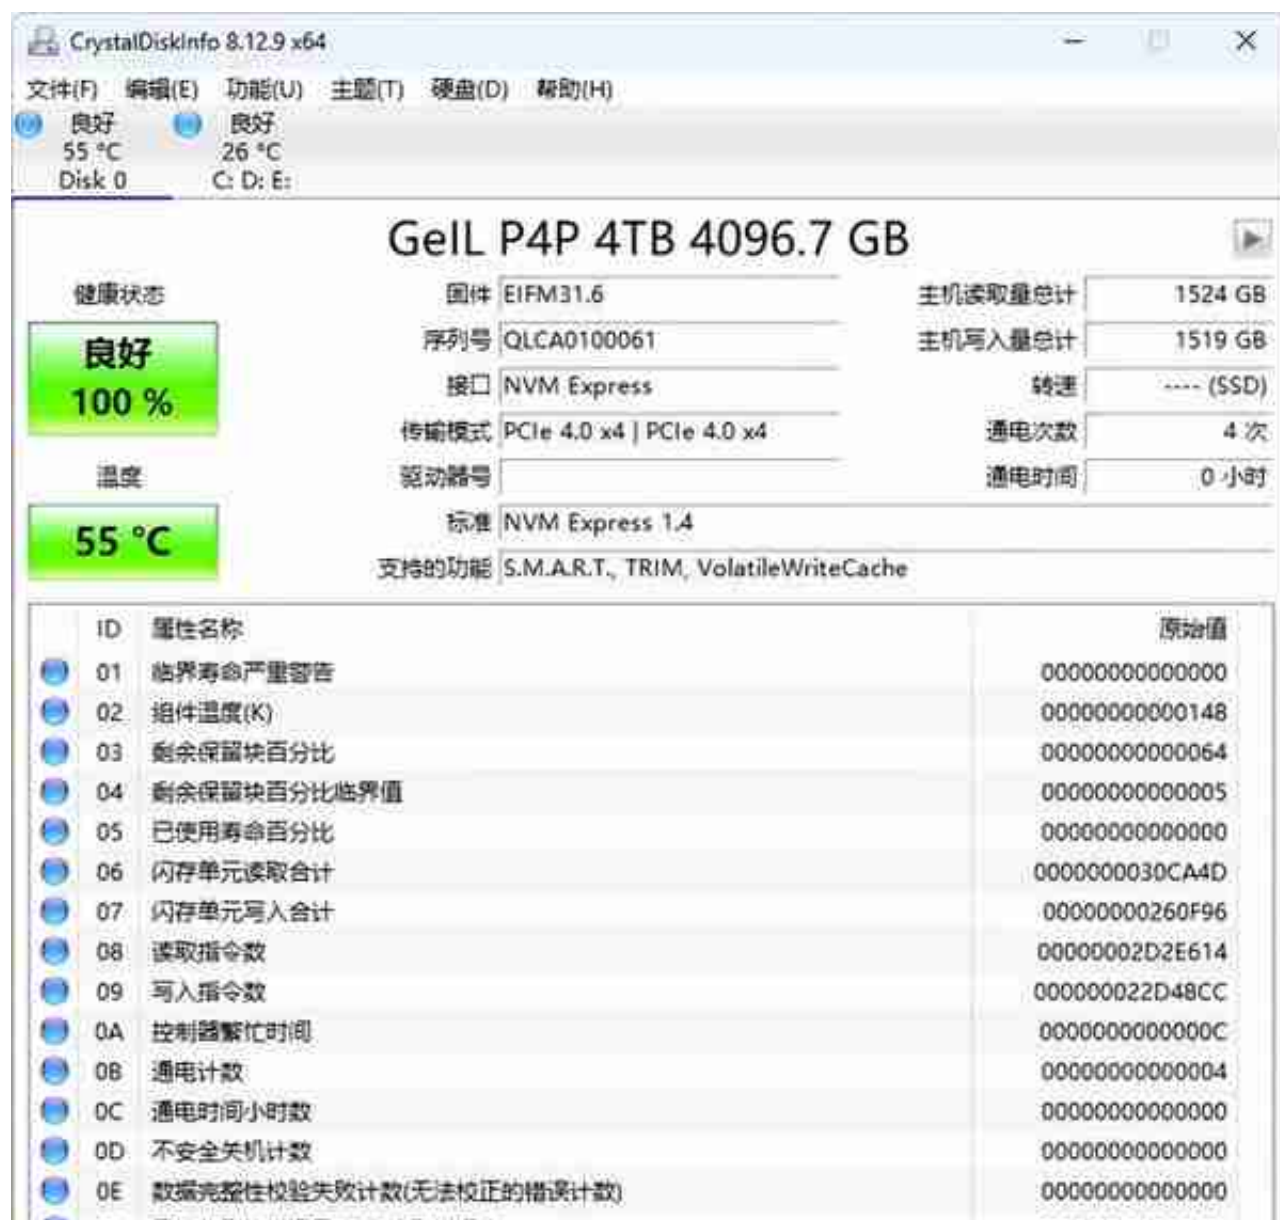 CrystalDiskInfo 8.12.9 x64
文件(F) 编辑(E) 功能(U) 主题(T) 硬盘(D) 帮助(H)
良好 良好
55 °C 26 °C
Disk 0 C: D: E:
GeIL P4P 4TB 4096.7 GB
健康状态
良好
100 %
温度
55 °C
固件 EIFM31.6
序列号 QLCA0100061
接口 NVM Express
传输模式 PCIe 4.0 x4 | PCIe 4.0 x4
驱动器号
标准 NVM Express 1.4
支持的功能 S.M.A.R.T., TRIM, VolatileWriteCache
主机读取量总计 1524 GB
主机写入量总计 1519 GB
转速 ---- (SSD)
通电次数 4 次
通电时间 0 小时
ID 属性名称 原始值
01 临界寿命严重警告 00000000000000
02 组件温度(K) 00000000000148
03 剩余保留块百分比 00000000000064
04 剩余保留块百分比临界值 00000000000005
05 已使用寿命百分比 00000000000000
06 闪存单元读取合计 0000000030CA4D
07 闪存单元写入合计 00000000260F96
08 读取指令数 00000002D2E614
09 写入指令数 000000022D48CC
0A 控制器繁忙时间 0000000000000C
0B 通电计数 00000000000004
0C 通电时间小时数 00000000000000
0D 不安全关机计数 00000000000000
0E 数据完整性校验失败计数(无法校正的错误计数) 00000000000000